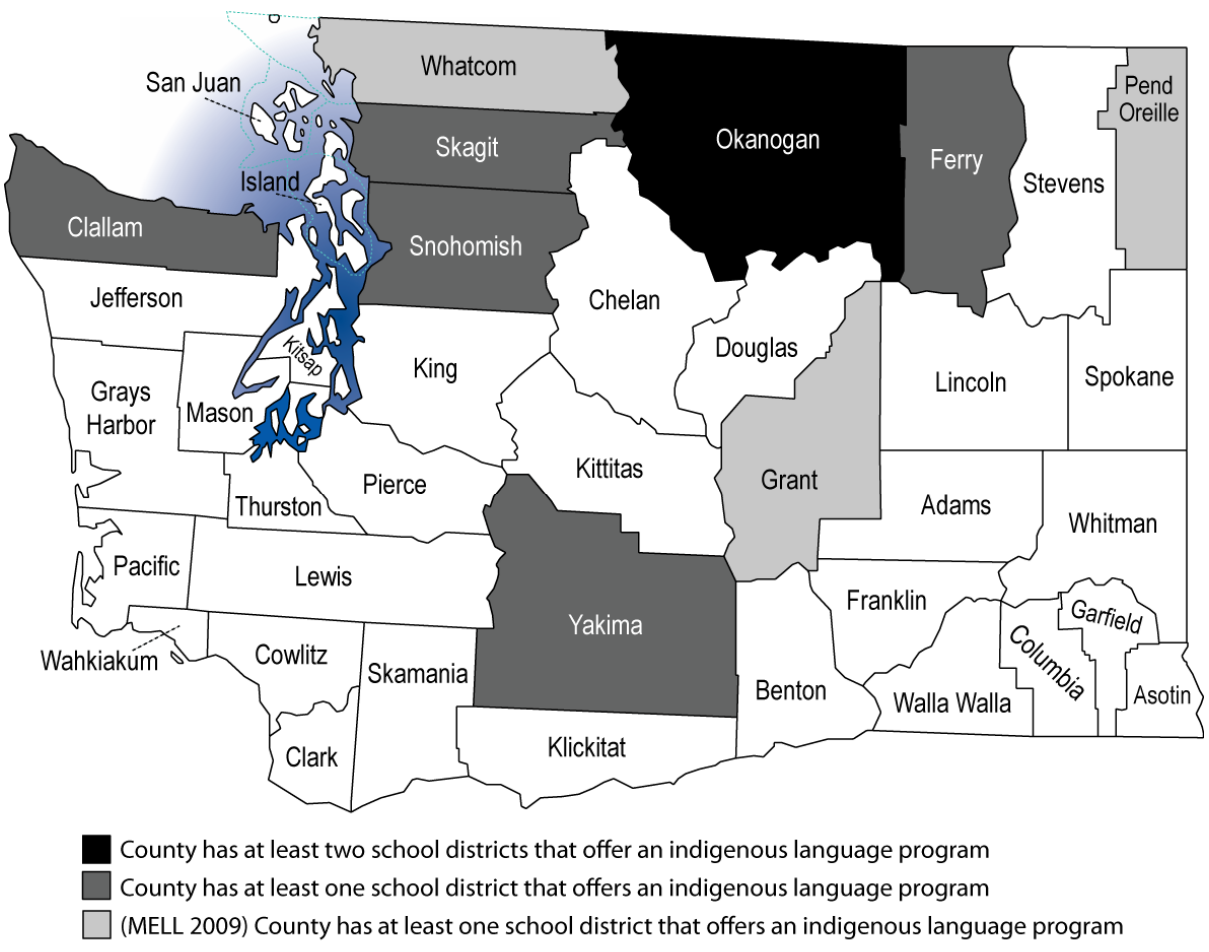 Whatcom
San Juan
Pend
Oreille
Okanogan
Skagit
Ferry
Island
Stevens
Clallam
Snohomish
Jefferson
Chelan
Kitsap
Douglas
King
Lincoln
Spokane
Grays
Harbor
Mason
Kittitas
Grant
Pierce
Thurston
Adams
Whitman
Pacific
Lewis
Franklin
Garfield
Yakima
Wahkiakum
Cowlitz
Skamania
Columbia
Benton
Walla Walla
Asotin
Clark
Klickitat
County has at least two school districts that offer an indigenous language program
County has at least one school district that offers an indigenous language program
(MELL 2009) County has at least one school district that offers an indigenous language program